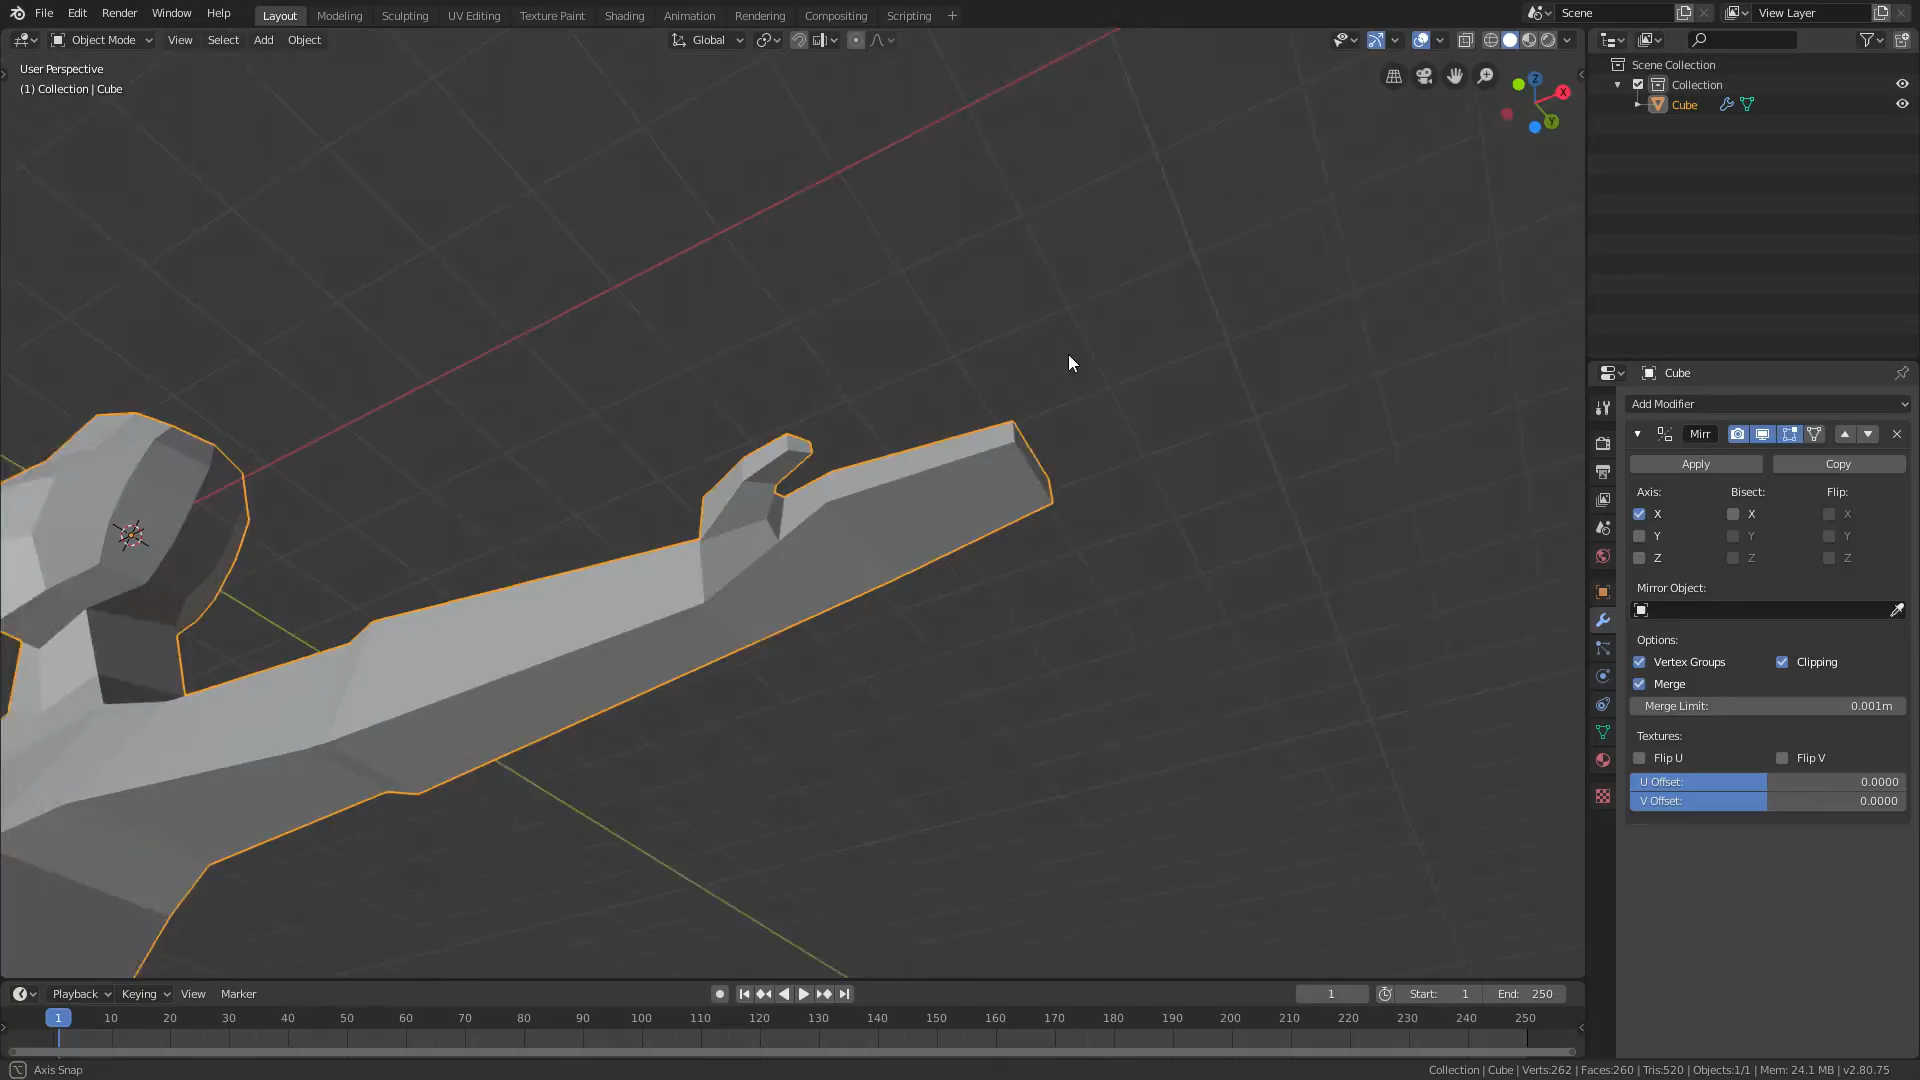 File Edit Render Window Help Layout Modeling Sculpting UV Editing Texture Paint Shading Animation Rendering Compositing Scripting + Scene View Layer
Object Mode View Select Add Object Global
User Perspective
(1) Collection | Cube
X
Y
Z
Scene Collection
Collection
Cube
Cube
Add Modifier
Mirr
Apply Copy
Axis: Bisect: Flip:
X X X
Y Y Y
Z Z Z
Mirror Object:
Options:
Vertex Groups Clipping
Merge
Merge Limit: 0.001m
Textures:
Flip U Flip V
U Offset: 0.0000
V Offset: 0.0000
Playback Keying View Marker 1 Start: 1 End: 250
1 10 20 30 40 50 60 70 80 90 100 110 120 130 140 150 160 170 180 190 200 210 220 230 240 250
Axis Snap Collection | Cube | Verts:262 | Faces:260 | Tris:520 | Objects:1/1 | Mem: 24.1 MB | v2.80.75